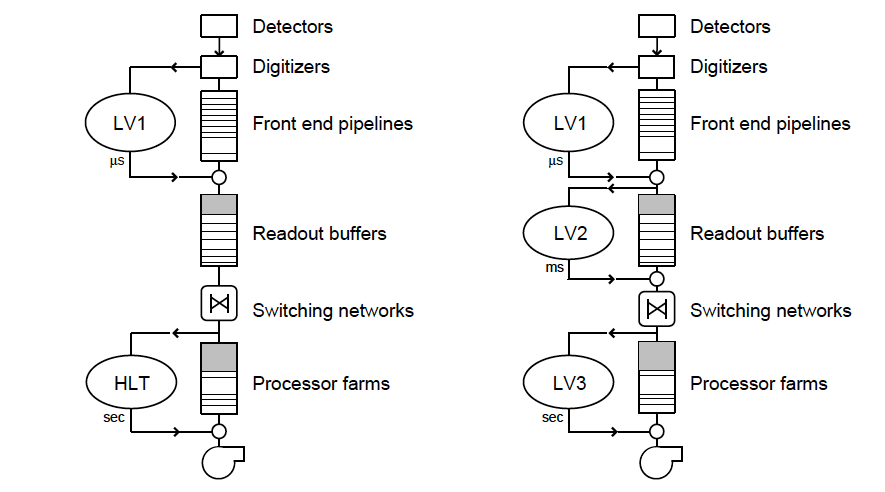 Detectors
Digitizers
LV1
Front end pipelines
μs
Readout buffers
Switching networks
HLT
Processor farms
sec
Detectors
Digitizers
LV1
Front end pipelines
μs
LV2
Readout buffers
ms
Switching networks
LV3
Processor farms
sec